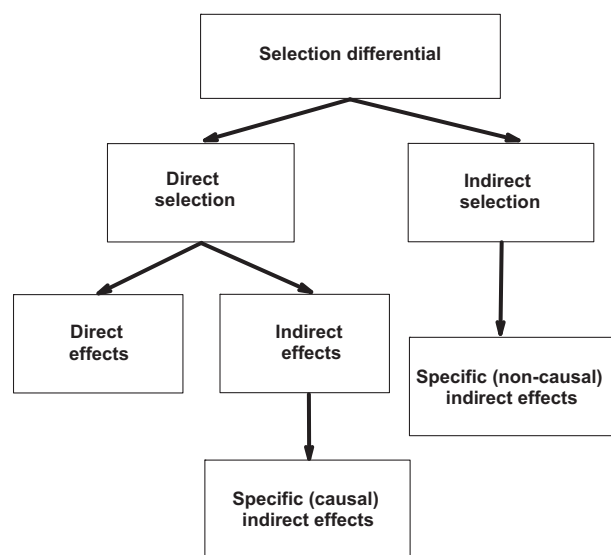 Selection differential
Direct
selection
Indirect
selection
Direct
effects
Indirect
effects
Specific (non-causal)
indirect effects
Specific (causal)
indirect effects